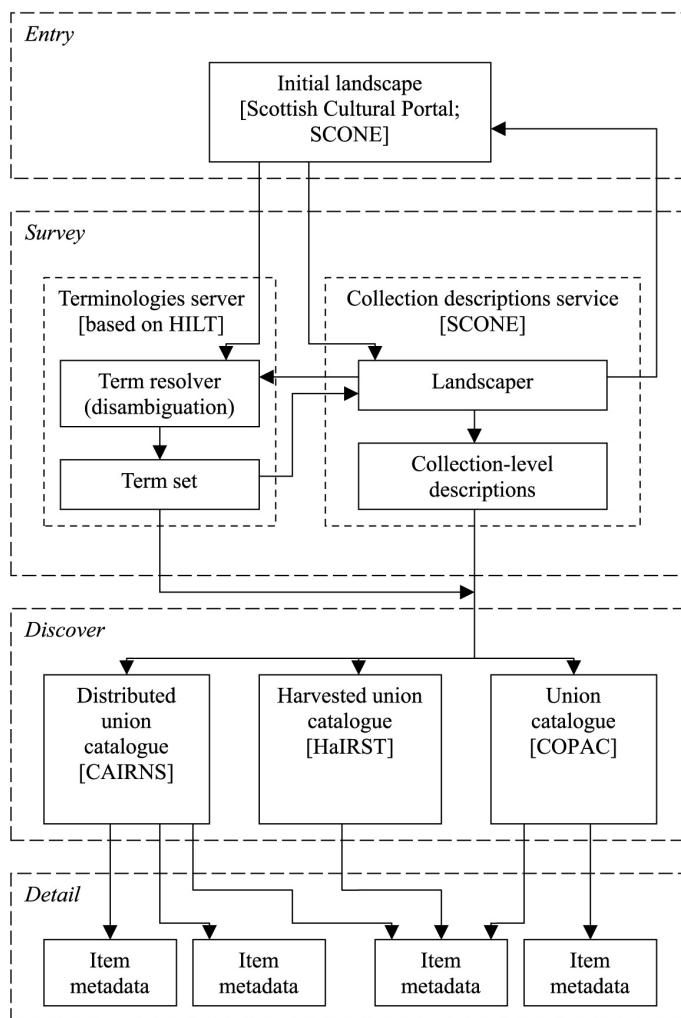 Entry
Initial landscape
[Scottish Cultural Portal;
SCONE]
Survey
Terminologies server
[based on HILT]
Term resolver
(disambiguation)
Term set
Collection descriptions service
[SCONE]
Landscaper
Collection-level
descriptions
Discover
Distributed
union
catalogue
[CAIRNS]
Harvested union
catalogue
[HaIRST]
Union
catalogue
[COPAC]
Detail
Item
metadata
Item
metadata
Item
metadata
Item
metadata